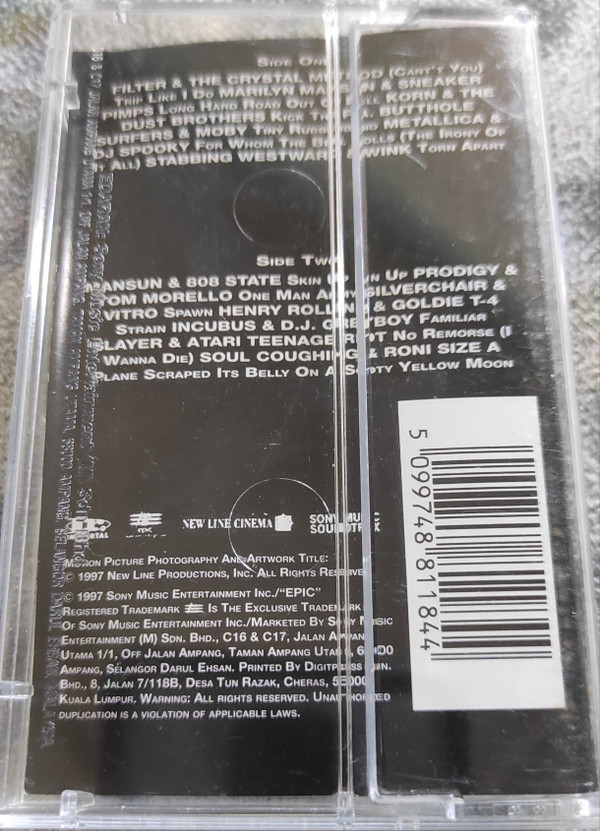 Side One
FILTER & THE CRYSTAL METHOD (Can't You)
Trip Like I Do MARILYN MANSON & SNEAKER
PIMPS Long Hard Road Out Of Hell KORN & THE
DUST BROTHERS Kick The P.A. BUTTHOLE
SURFERS & MOBY Tiny Rubberband METALLICA &
DJ SPOOKY For Whom The Bell Tolls (The Irony Of
It All) STABBING WESTWARD & WINK Torn Apart
Side Two
MANSUN & 808 STATE Skin Up Pin Up PRODIGY &
TOM MORELLO One Man Army SILVERCHAIR &
VITRO Spawn HENRY ROLLINS & GOLDIE T-4
Strain INCUBUS & D.J. GREYBOY Familiar
SLAYER & ATARI TEENAGE RIOT No Remorse (I
Wanna Die) SOUL COUGHING & RONI SIZE A
Plane Scraped Its Belly On A Sooty Yellow Moon
epic
NEW LINE CINEMA
SONY MUSIC
SOUNDTRAX
Motion Picture Photography And Artwork Title:
© 1997 New Line Productions, Inc. All Rights Reserved
℗ 1997 Sony Music Entertainment Inc./"EPIC"
Registered Trademark Is The Exclusive Trademark
Of Sony Music Entertainment Inc./Marketed By Sony Music
Entertainment (M) Sdn. Bhd., C16 & C17, Jalan Ampang
Utama 1/1, Off Jalan Ampang, Taman Ampang Utama, 68000
Ampang, Selangor Darul Ehsan. Printed By Digitpress Sdn.
Bhd., 8, Jalan 7/118B, Desa Tun Razak, Cheras, 56000
Kuala Lumpur, Warning: All rights reserved. Unauthorized
duplication is a violation of applicable laws.
5 099748 811844